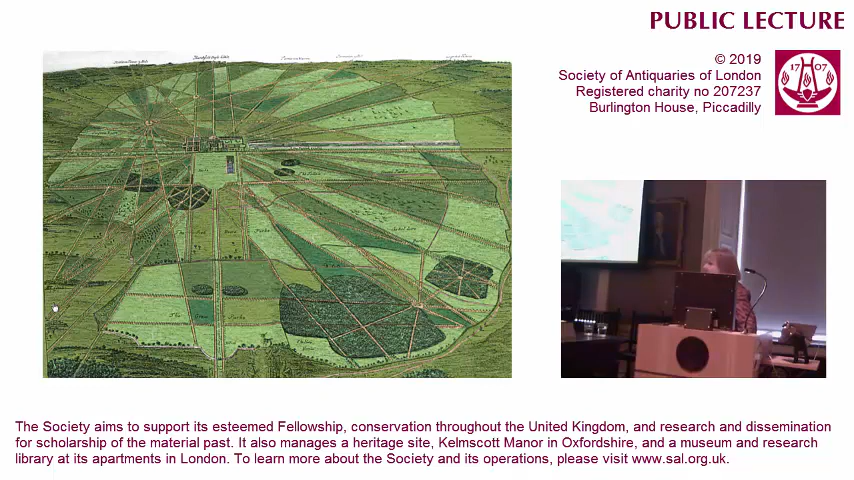 PUBLIC LECTURE
© 2019
Society of Antiquaries of London
Registered charity no 207237
Burlington House, Piccadilly
17 07
The Society aims to support its esteemed Fellowship, conservation throughout the United Kingdom, and research and dissemination
for scholarship of the material past. It also manages a heritage site, Kelmscott Manor in Oxfordshire, and a museum and research
library at its apartments in London. To learn more about the Society and its operations, please visit www.sal.org.uk.